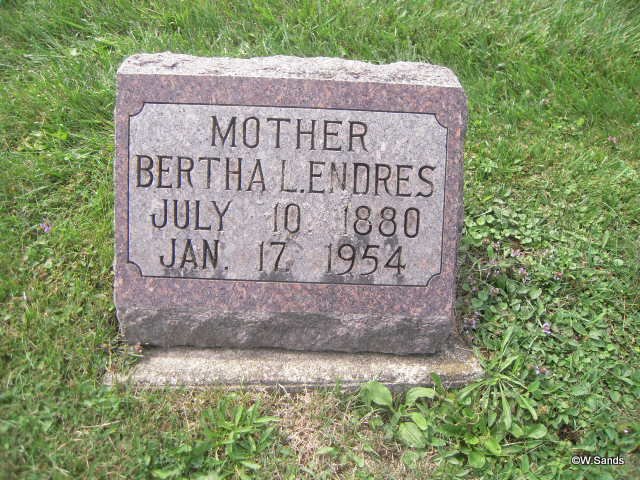 MOTHER
BERTHA L. ENDRES
JULY 10. 1880
JAN. 17. 1954
©W.Sands